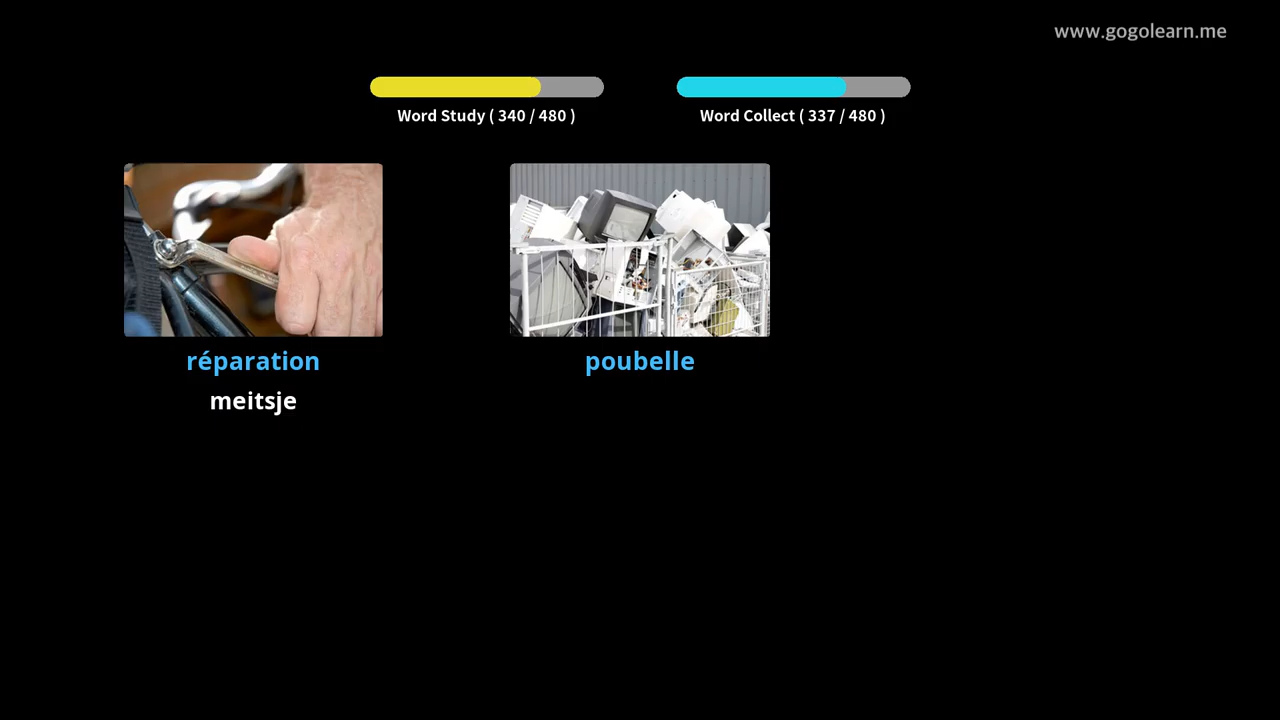 www.gogolearn.me
Word Study ( 340 / 480 )
Word Collect ( 337 / 480 )
réparation
poubelle
meitsje